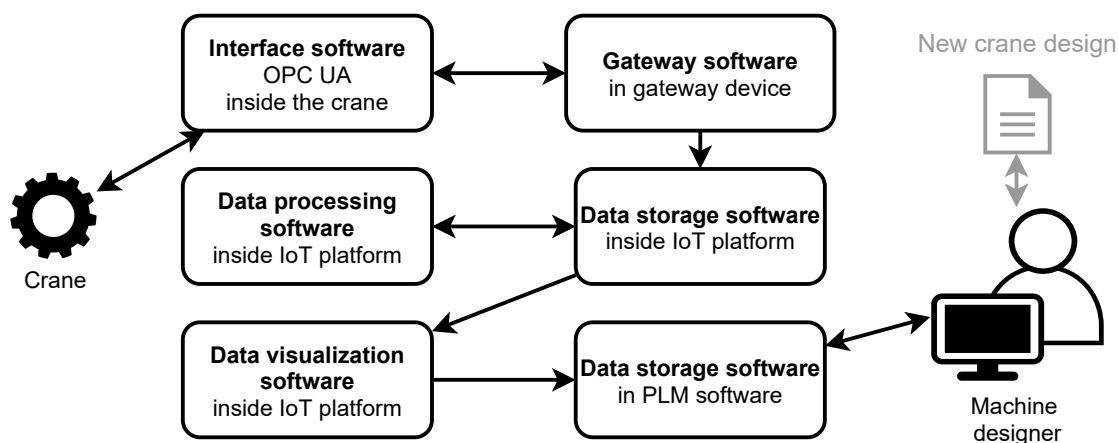 Interface software
OPC UA
inside the crane
Gateway software
in gateway device
New crane design
Data processing
software
inside IoT platform
Data storage software
inside IoT platform
Crane
Data visualization
software
inside IoT platform
Data storage software
in PLM software
Machine
designer